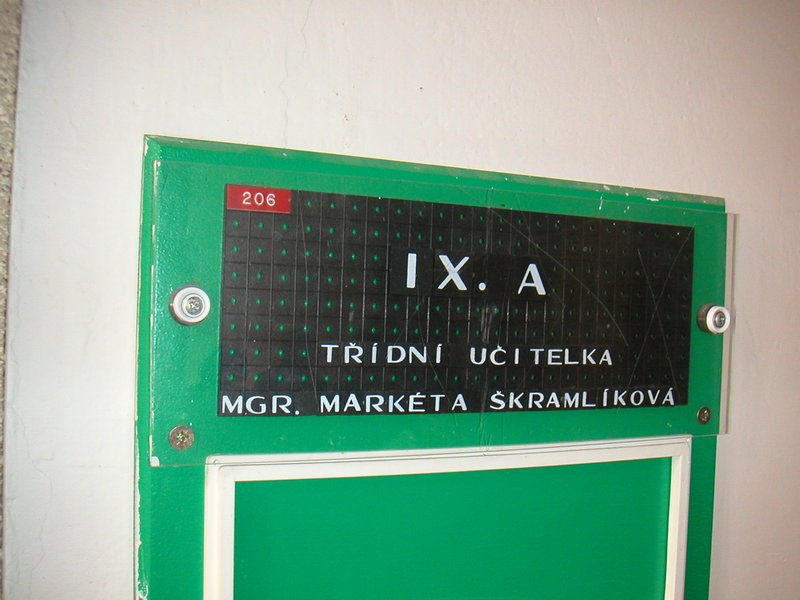 206
IX. A
TŘÍDNÍ UČITELKA
MGR. MARKÉTA ŠKRAMLÍKOVÁ